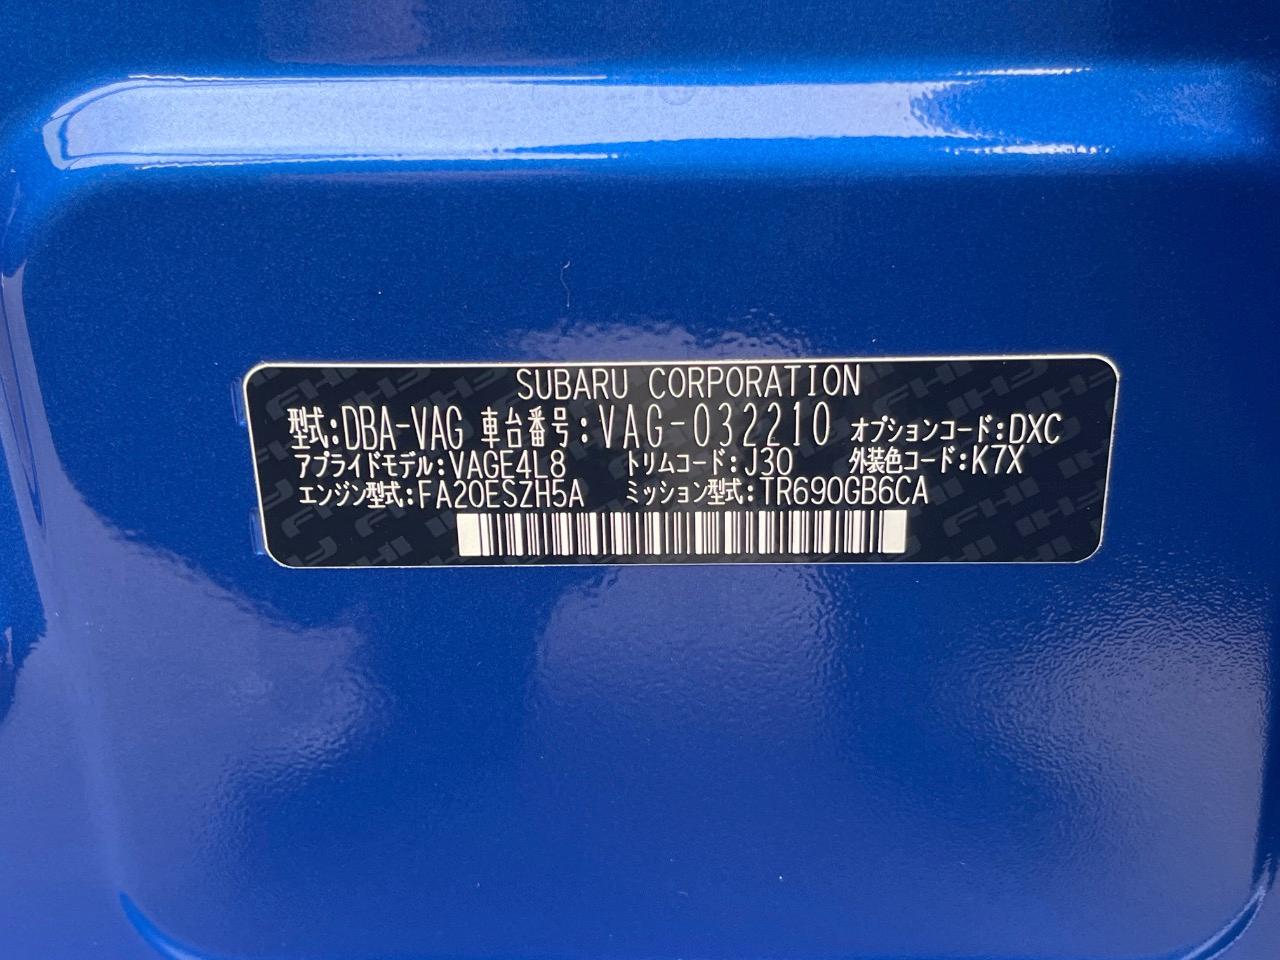 SUBARU CORPORATION
型式:DBA-VAG 車台番号:VAG-032210 オプションコード:DXC
アプライドモデル:VAGE4L8 トリムコード:J30 外装色コード:K7X
エンジン型式:FA20ESZH5A ミッション型式:TR690GB6CA